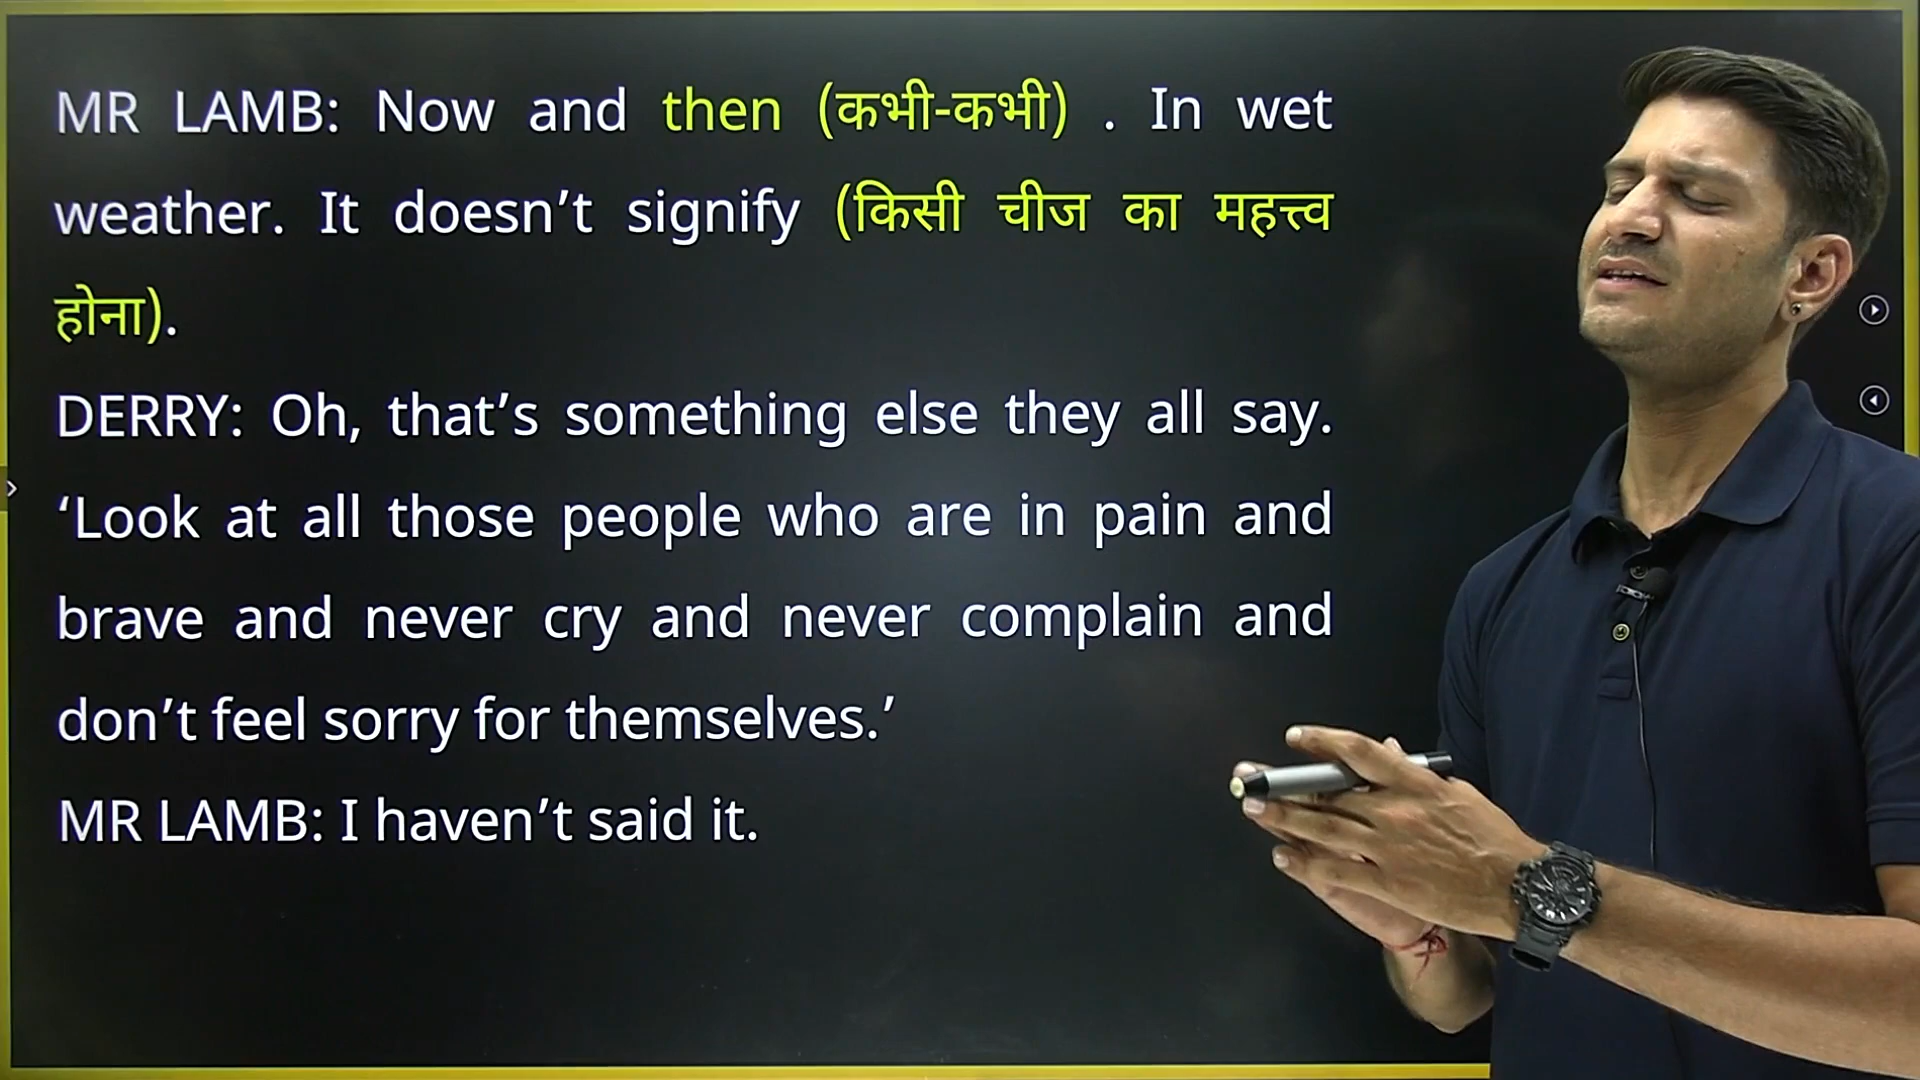 MR LAMB: Now and then (कभी-कभी) . In wet
weather. It doesn’t signify (किसी चीज का महत्त्व
होना).
DERRY: Oh, that’s something else they all say.
‘Look at all those people who are in pain and
brave and never cry and never complain and
don’t feel sorry for themselves.’
MR LAMB: I haven’t said it.